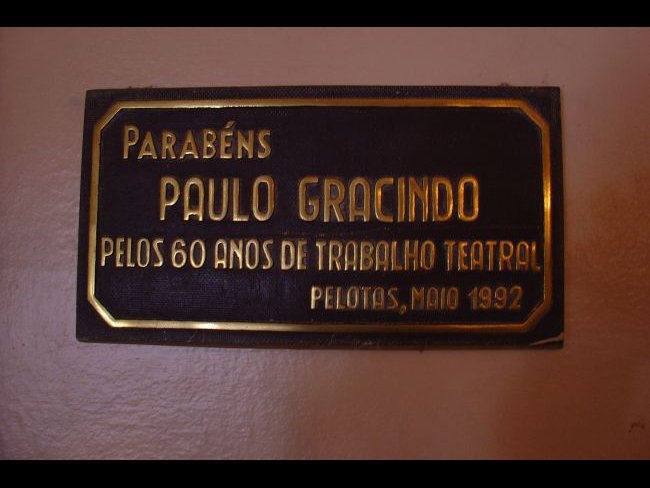 PARABÉNS
PAULO GRACINDO
PELOS 60 ANOS DE TRABALHO TEATRAL
PELOTAS, MAIO 1992